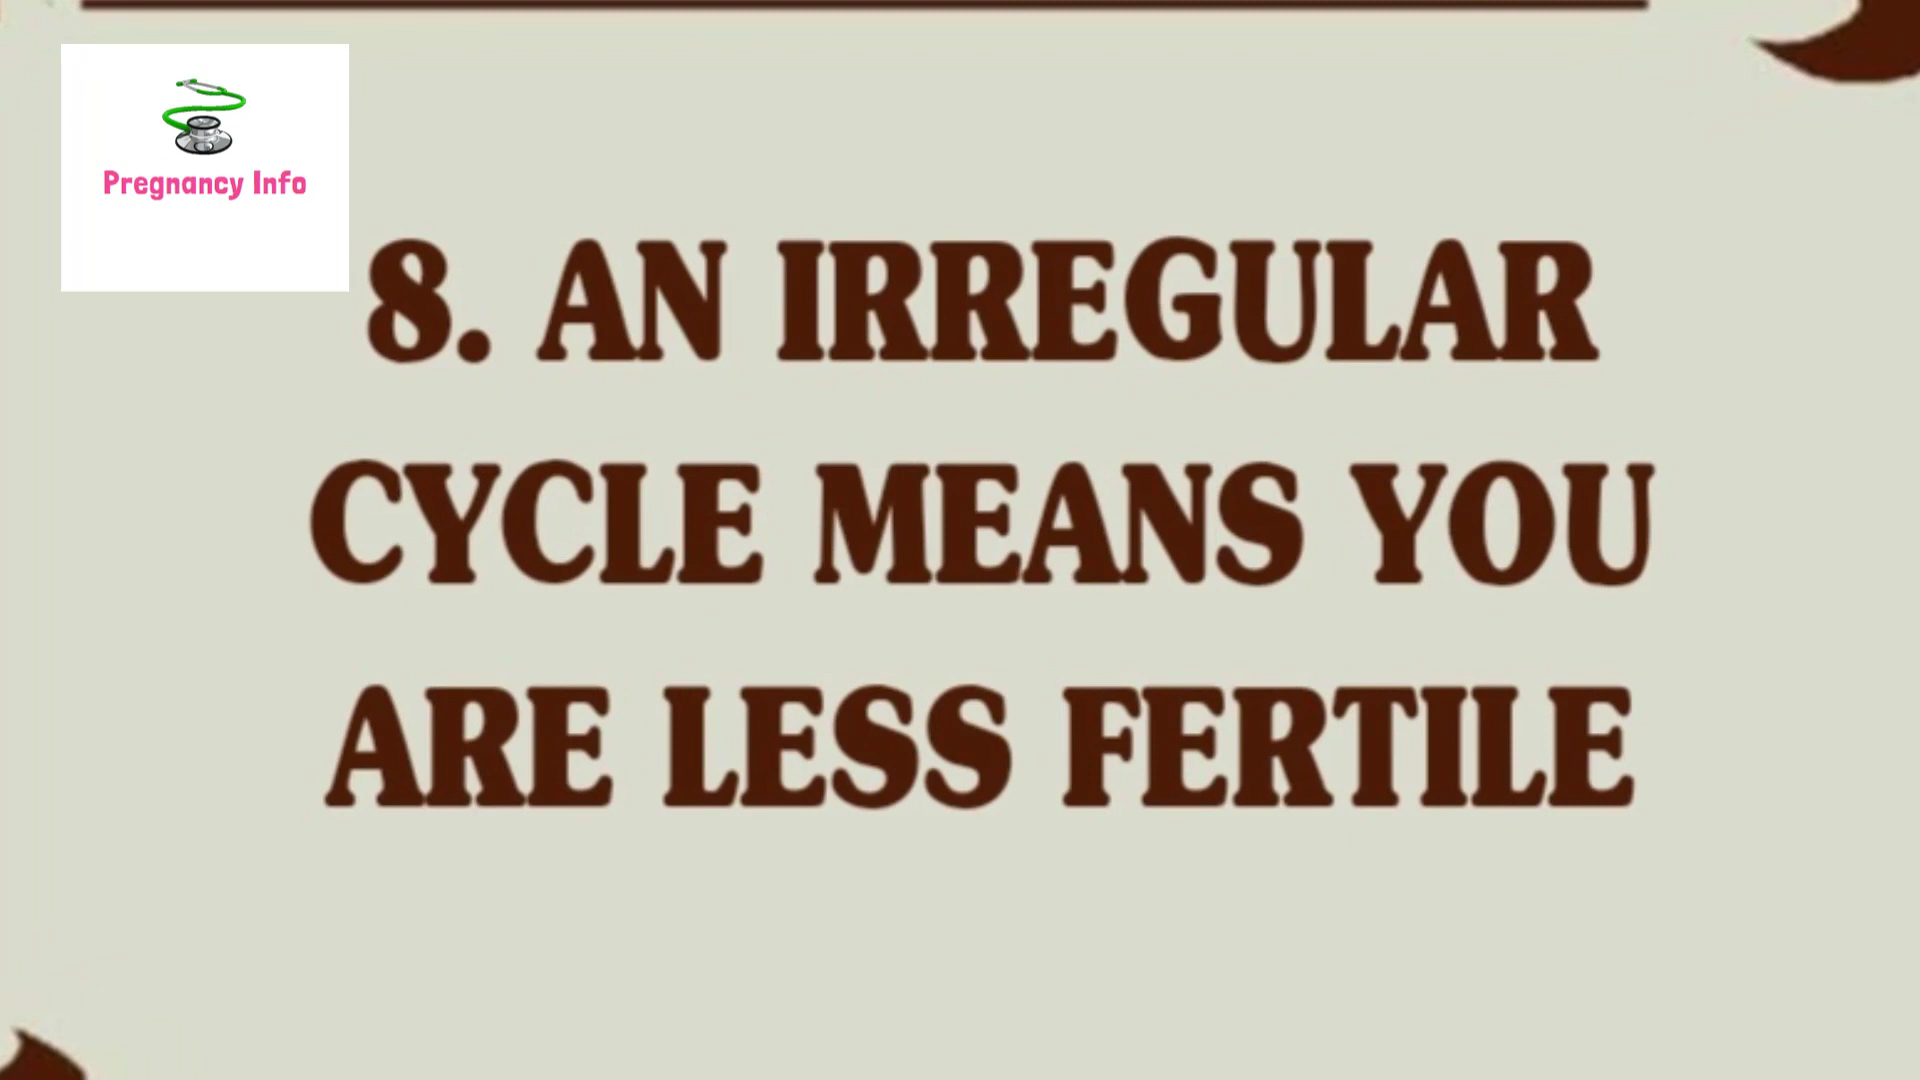 Pregnancy Info
8. AN IRREGULAR
CYCLE MEANS YOU
ARE LESS FERTILE